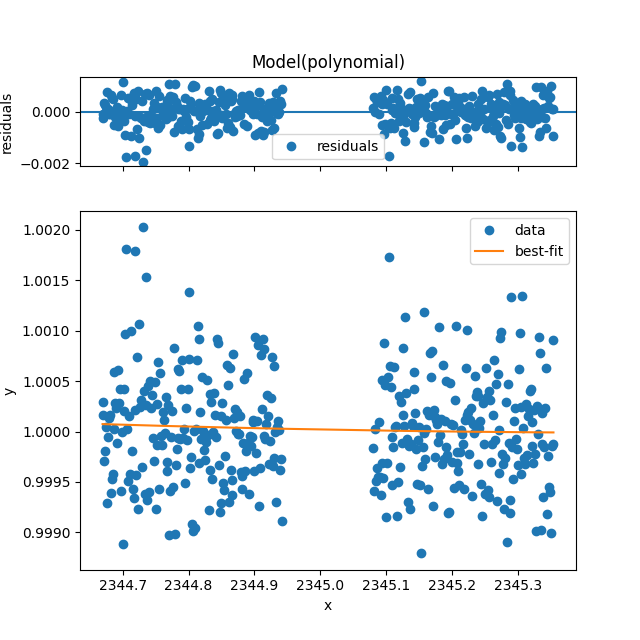 Model(polynomial)
residuals
0.000
−0.002
residuals
y
1.0020
1.0015
1.0010
1.0005
1.0000
0.9995
0.9990
data
best-fit
2344.7 2344.8 2344.9 2345.0 2345.1 2345.2 2345.3
x